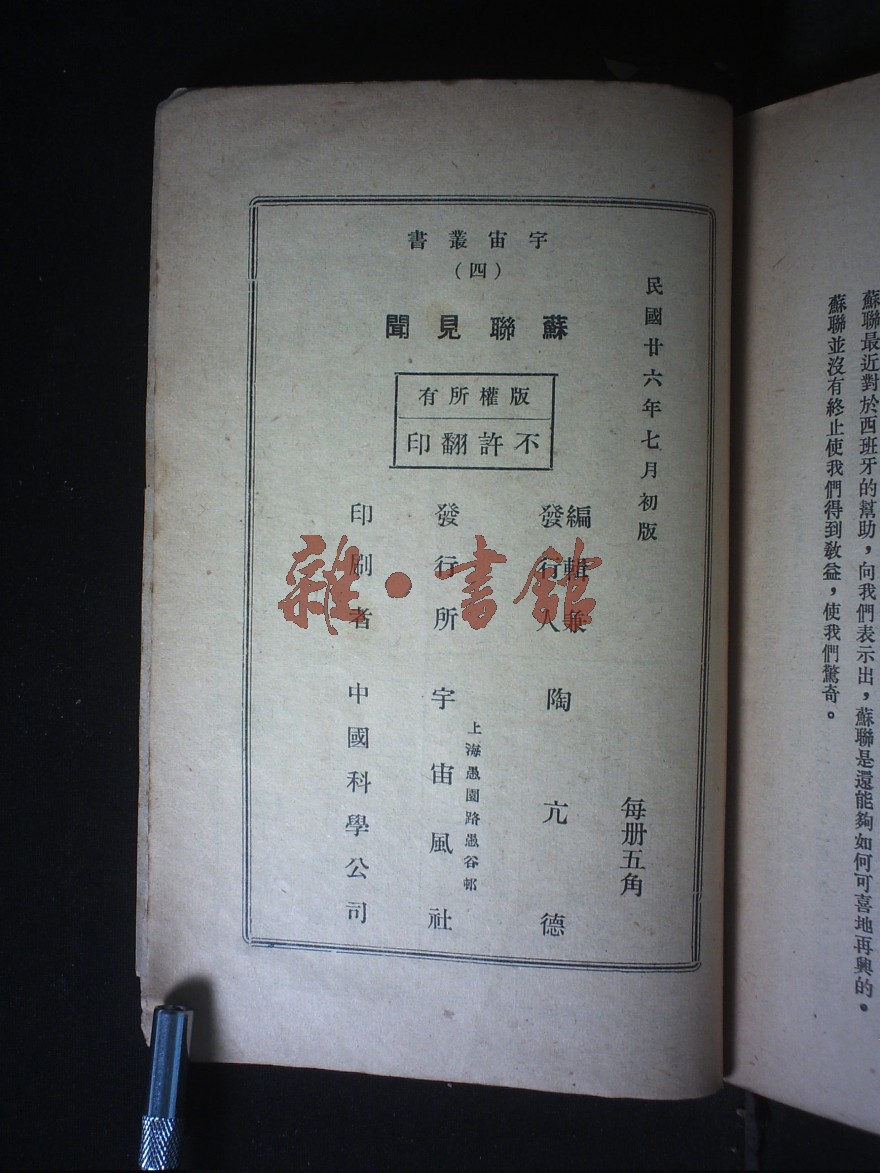 蘇聯最近對於西班牙的幫助，向我們表示出，蘇聯是還能夠如何可喜地再興的。
蘇聯並沒有終止使我們得到教益，使我們驚奇。
宇宙叢書
（四）
蘇聯見聞
版權所有
不許翻印
民國廿六年七月初版
每册五角
編輯兼
發行人 陶亢德
上海愚園路愚谷邨
發行所 宇宙風社
印刷者 中國科學公司
雜·書館